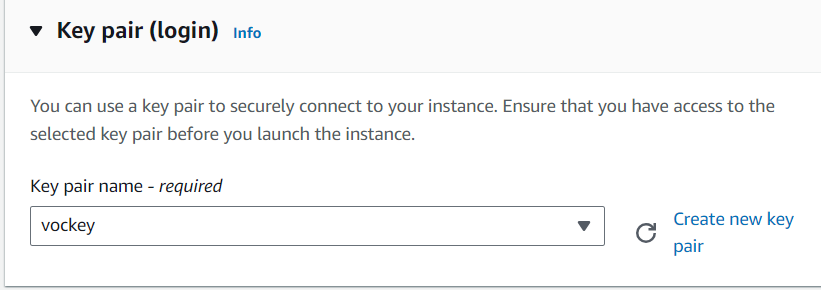 Key pair (login) Info
You can use a key pair to securely connect to your instance. Ensure that you have access to the
selected key pair before you launch the instance.
Key pair name - required
vockey
Create new key
pair